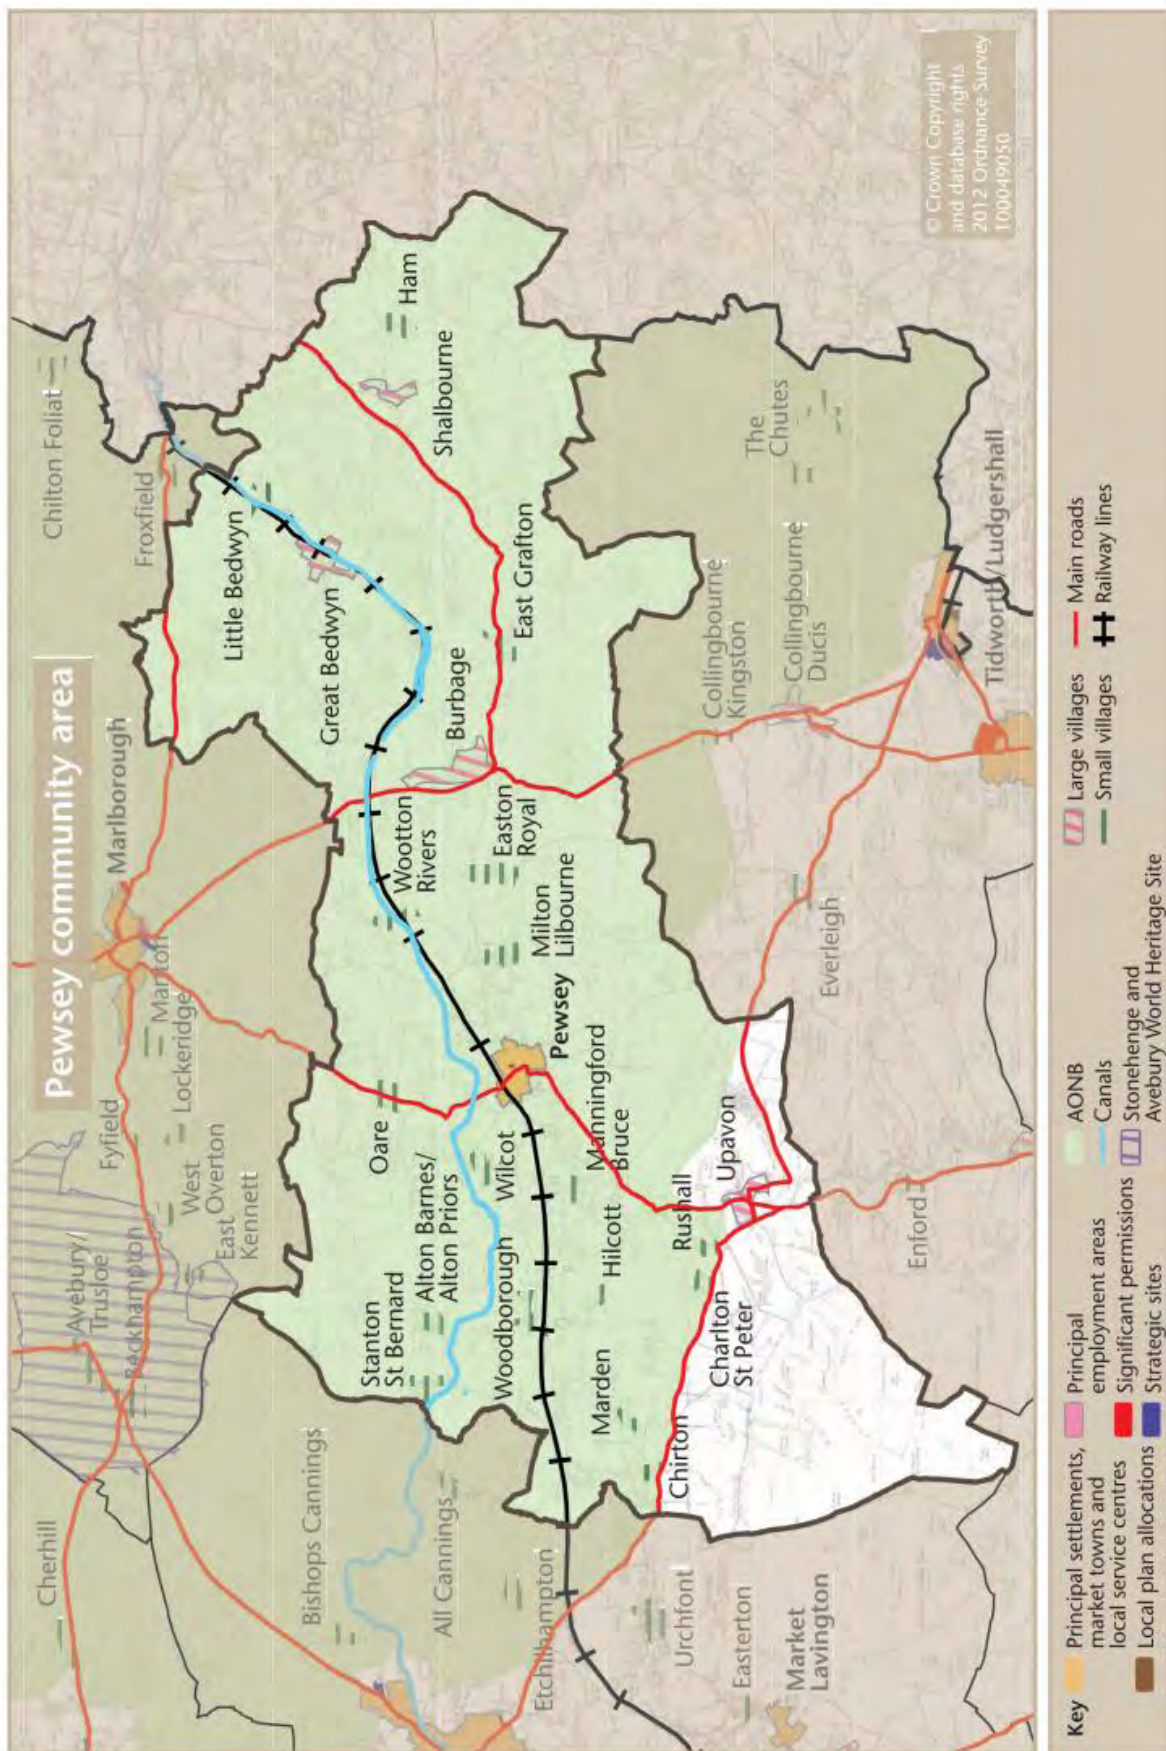 Pewsey community area
Cherhill
Avebury/
Trusloe
Beckhampton
Fyfield
West
Overton
East
Kennett
Lockeridge
Manton
Marlborough
Chilton Foliat
Froxfield
Bishops Cannings
All Cannings
Etchilhampton
Stanton
St Bernard
Alton Barnes/
Alton Priors
Oare
Wilcot
Woodborough
Wootton
Rivers
Great Bedwyn
Little Bedwyn
Burbage
Easton
Royal
Milton
Lilbourne
Pewsey
East Grafton
Shalbourne
Ham
Manningford
Bruce
Hilcott
Marden
Rushall
Upavon
Charlton
St Peter
Chirton
Urchfont
Easterton
Market
Lavington
Enford
Everleigh
Collingbourne
Kingston
Collingbourne
Ducis
The
Chutes
Tidworth/Ludgershall
© Crown Copyright
and database rights
2012 Ordnance Survey
100049050
Key
Principal settlements,
market towns and
local service centres
Local plan allocations
Principal
employment areas
Significant permissions
Strategic sites
AONB
Canals
Stonehenge and
Avebury World Heritage Site
Large villages
Small villages
Main roads
Railway lines